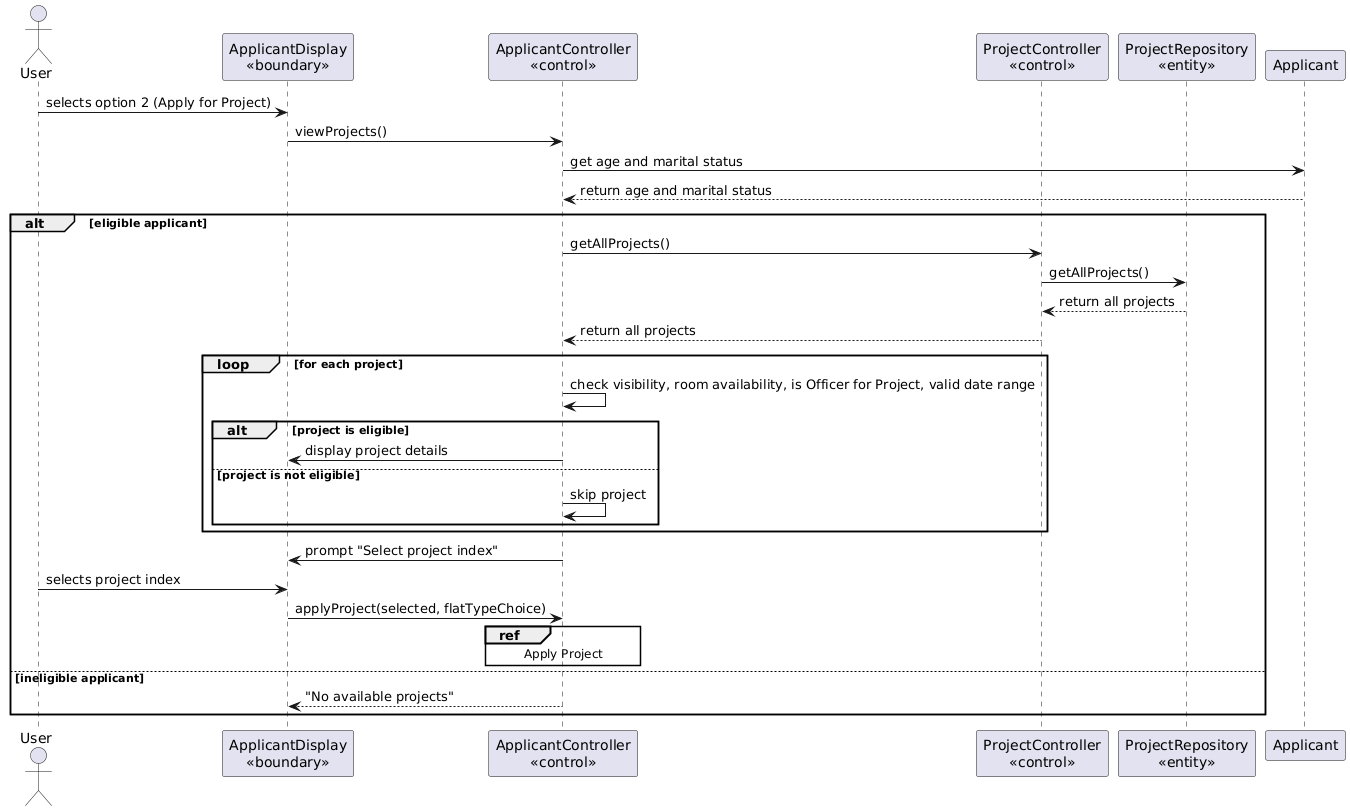 User
ApplicantDisplay
«boundary»
ApplicantController
«control»
ProjectController
«control»
ProjectRepository
«entity»
Applicant
selects option 2 (Apply for Project)
viewProjects()
get age and marital status
return age and marital status
alt [eligible applicant]
getAllProjects()
getAllProjects()
return all projects
return all projects
loop [for each project]
check visibility, room availability, is Officer for Project, valid date range
alt [project is eligible]
display project details
[project is not eligible]
skip project
prompt "Select project index"
selects project index
applyProject(selected, flatTypeChoice)
ref
Apply Project
[ineligible applicant]
"No available projects"
User
ApplicantDisplay
«boundary»
ApplicantController
«control»
ProjectController
«control»
ProjectRepository
«entity»
Applicant